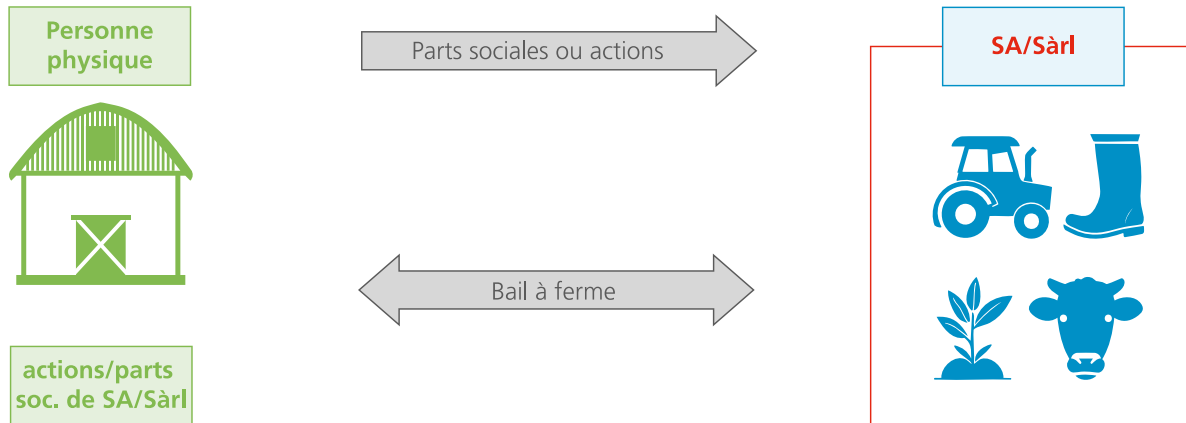 Personne
physique
Parts sociales ou actions
SA/Sàrl
Bail à ferme
actions/parts
soc. de SA/Sàrl